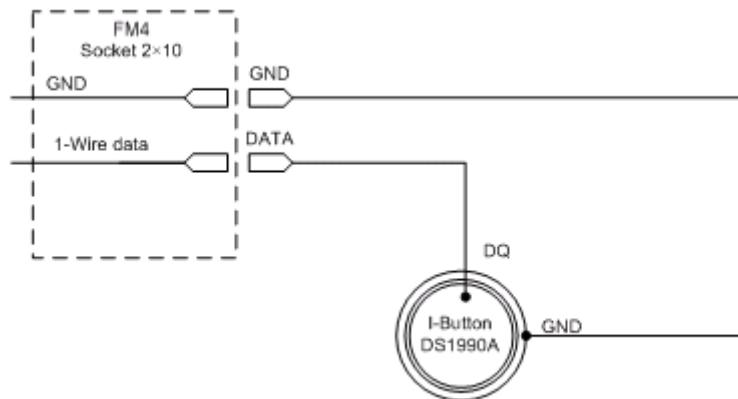 FM4
Socket 2×10
GND
GND
1-Wire data
DATA
DQ
I-Button
DS1990A
GND